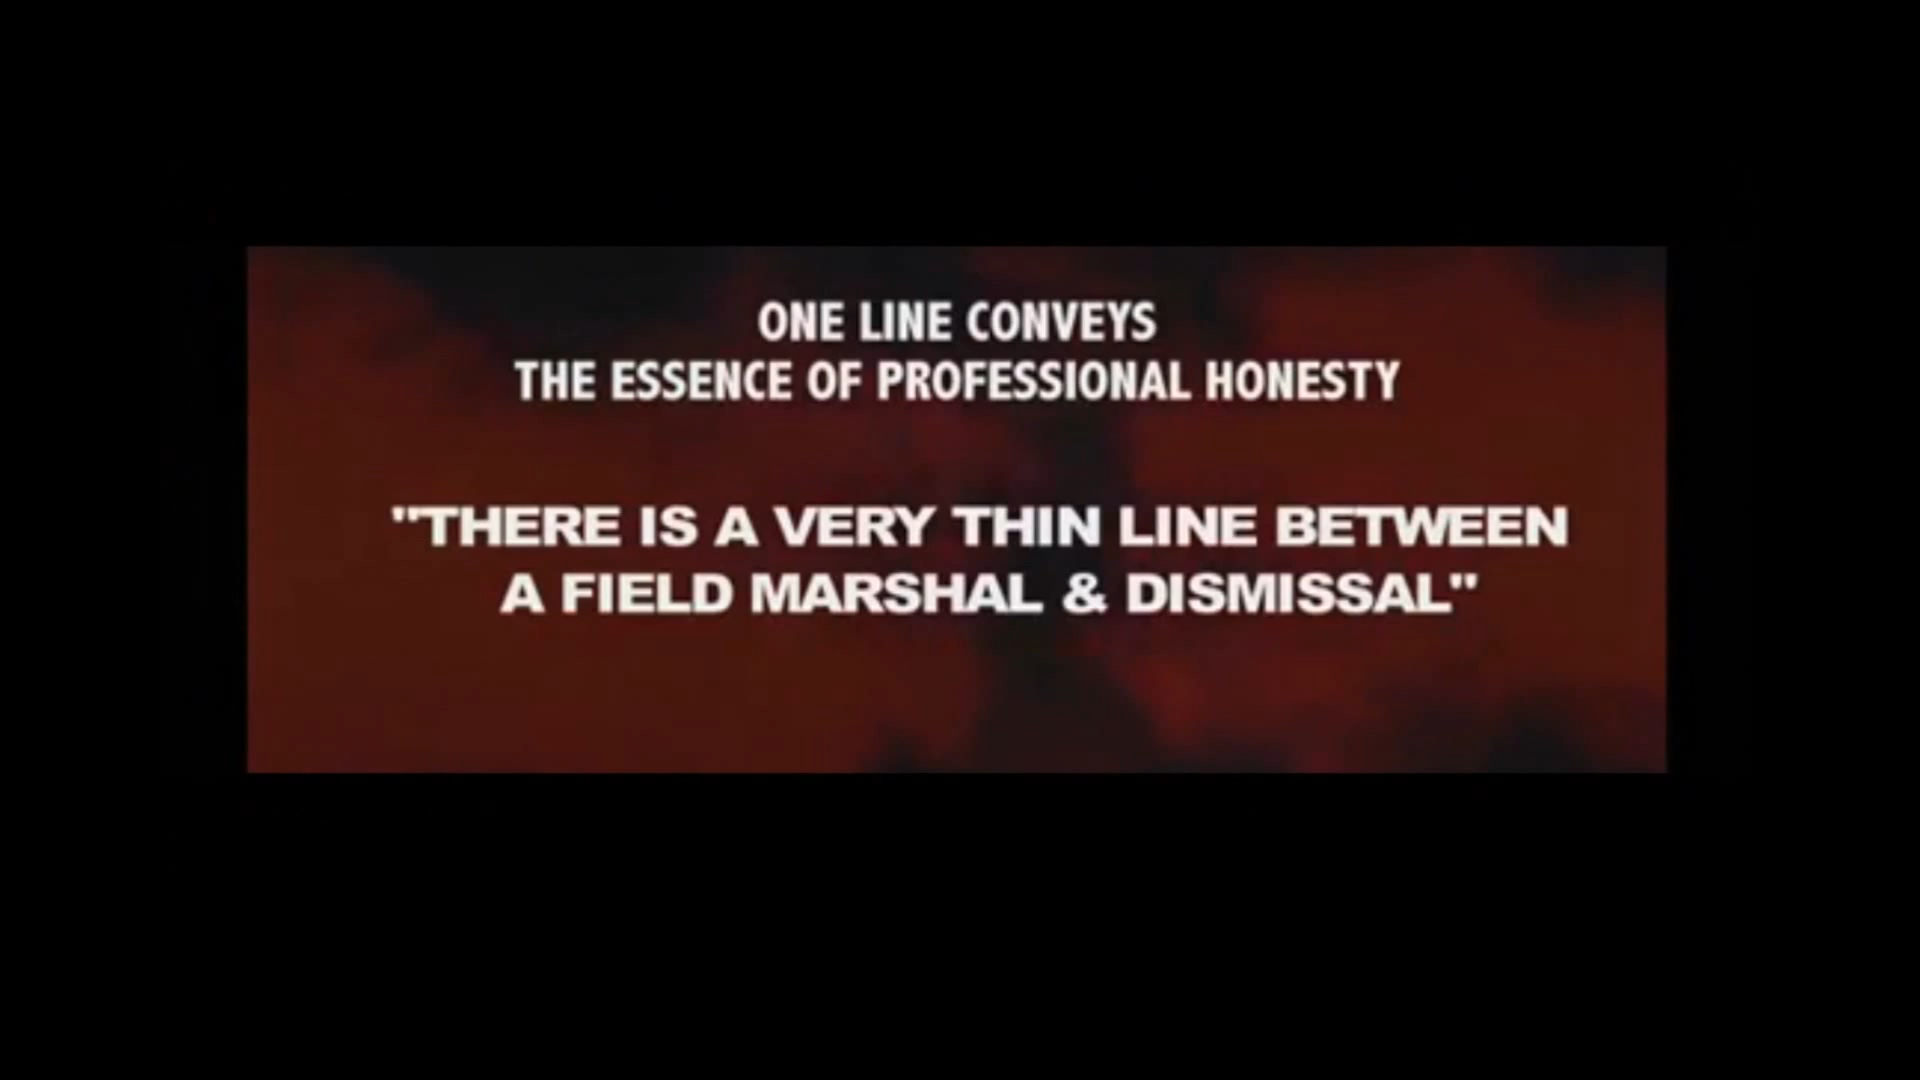 ONE LINE CONVEYS
THE ESSENCE OF PROFESSIONAL HONESTY
"THERE IS A VERY THIN LINE BETWEEN
A FIELD MARSHAL & DISMISSAL"